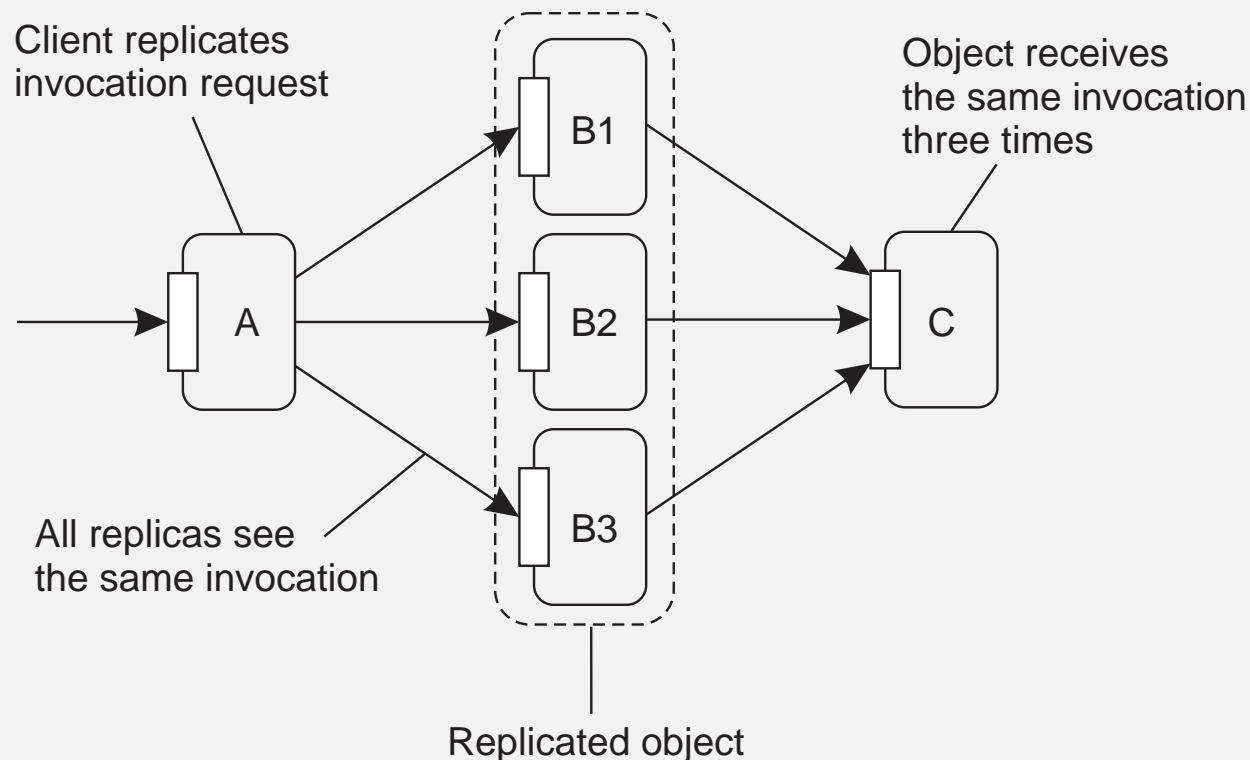 Client replicates
invocation request
Object receives
the same invocation
three times
B1
A
B2
C
B3
All replicas see
the same invocation
Replicated object